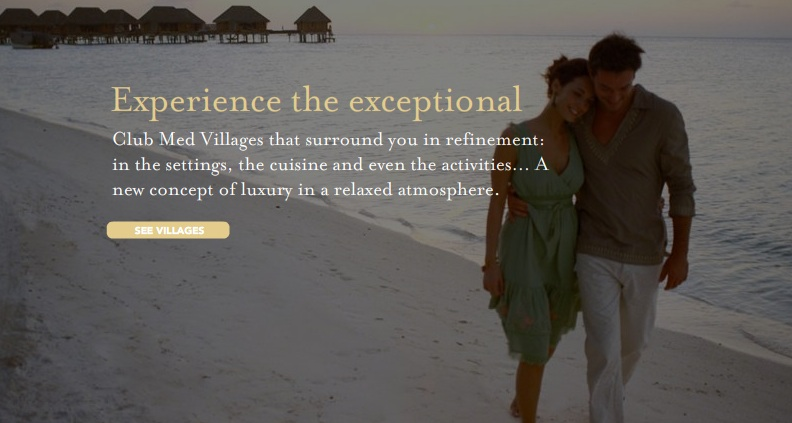 Experience the exceptional
Club Med Villages that surround you in refinement:
in the settings, the cuisine and even the activities... A
new concept of luxury in a relaxed atmosphere.
SEE VILLAGES